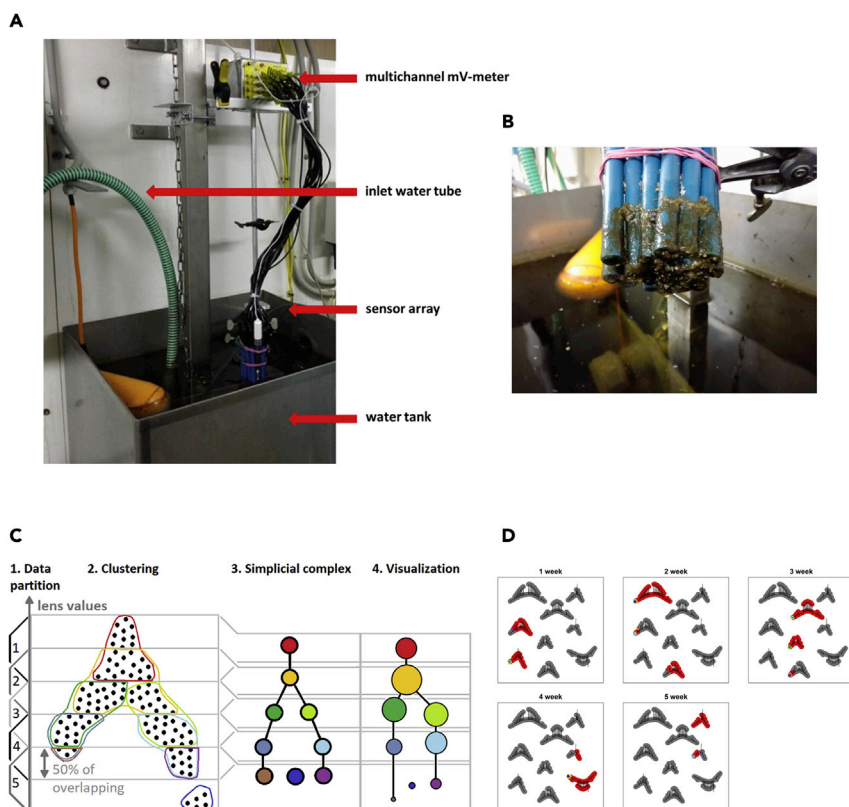 A
multichannel mV-meter
inlet water tube
sensor array
water tank
B
C
1. Data
partition
2. Clustering
3. Simplicial complex
4. Visualization
lens values
1
2
3
4
5
50% of
overlapping
D
1 week
2 week
3 week
4 week
5 week